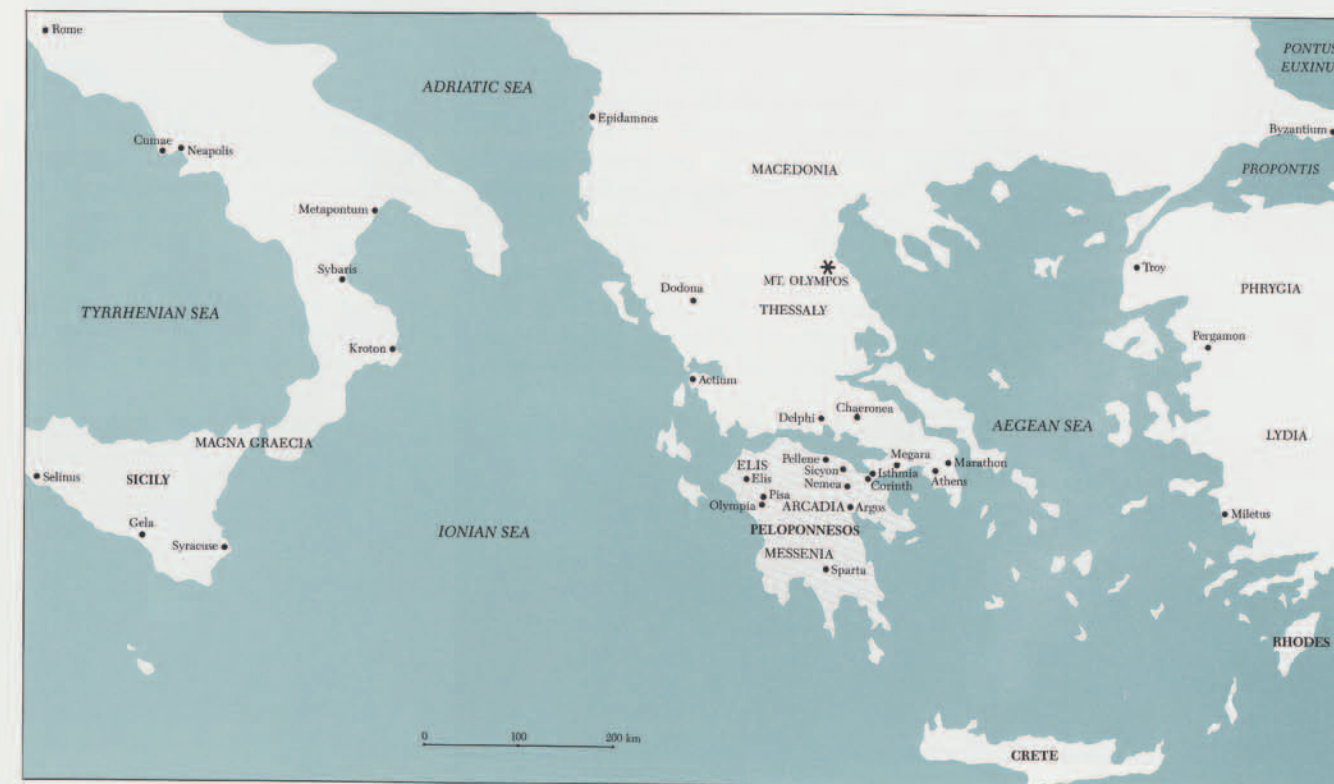 Rome
ADRIATIC SEA
PONTUS
EUXINU
Epidamnos
Byzantium
Cumae
Neapolis
MACEDONIA
PROPONTIS
Metapontum
Sybaris
MT. OLYMPOS
Troy
Dodona
THESSALY
PHRYGIA
TYRRHENIAN SEA
Kroton
Pergamon
Actium
Delphi
Chaeronea
AEGEAN SEA
MAGNA GRAECIA
LYDIA
Selinus
SICILY
ELIS
Elis
Pellene
Sicyon
Nemea
Megara
Isthmia
Corinth
Marathon
Athens
Pisa
Olympia
ARCADIA
Argos
Gela
Syracuse
IONIAN SEA
PELOPONNESOS
Miletus
MESSENIA
Sparta
RHODES
0 100 200 km
CRETE